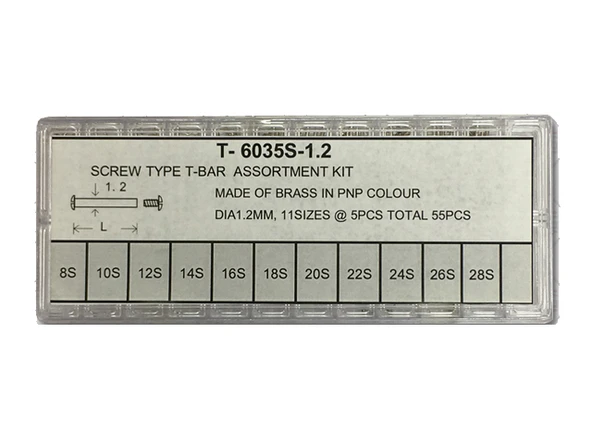 T- 6035S-1.2
SCREW TYPE T-BAR ASSORTMENT KIT
1. 2
MADE OF BRASS IN PNP COLOUR
DIA1.2MM, 11SIZES @ 5PCS TOTAL 55PCS
L
8S 10S 12S 14S 16S 18S 20S 22S 24S 26S 28S